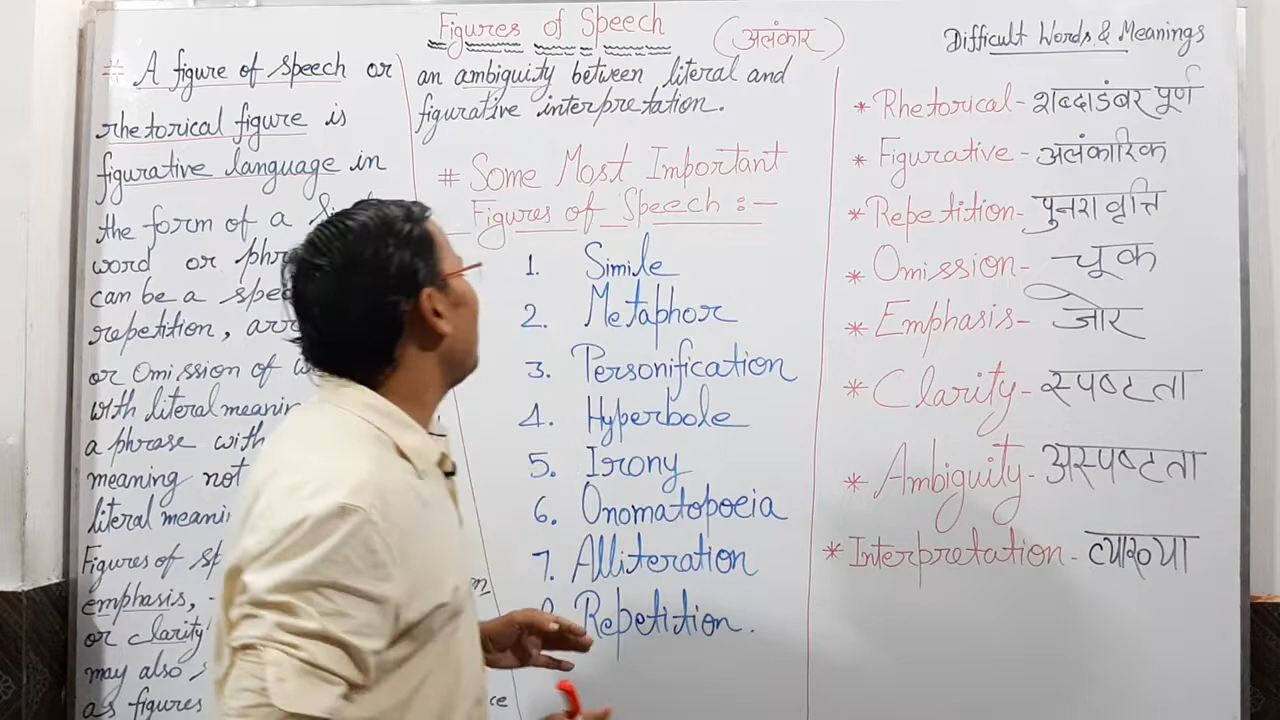 Figures of Speech (अलंकार)
# A figure of speech or
rhetorical figure is
figurative language in
the form of a
word or
can be a
repetition,
or Omission of
with literal
a phrase with
meaning not
literal
Figures of
emphasis,
or clarity
may also
as figures
an ambiguity between literal and
figurative interpretation.
# Some Most Important
Figures of Speech :-
1. Simile
2. Metaphor
3. Personification
4. Hyperbole
5. Irony
6. Onomatopoeia
7. Alliteration
Repetition.
Difficult Words & Meanings
* Rhetorical - शब्दाडंबर पूर्ण
* Figurative - अलंकारिक
* Repetition - पुनरावृत्ति
* Omission - चूक
* Emphasis - जोर
* Clarity - स्पष्टता
* Ambiguity - अस्पष्टता
* Interpretation - व्याख्या